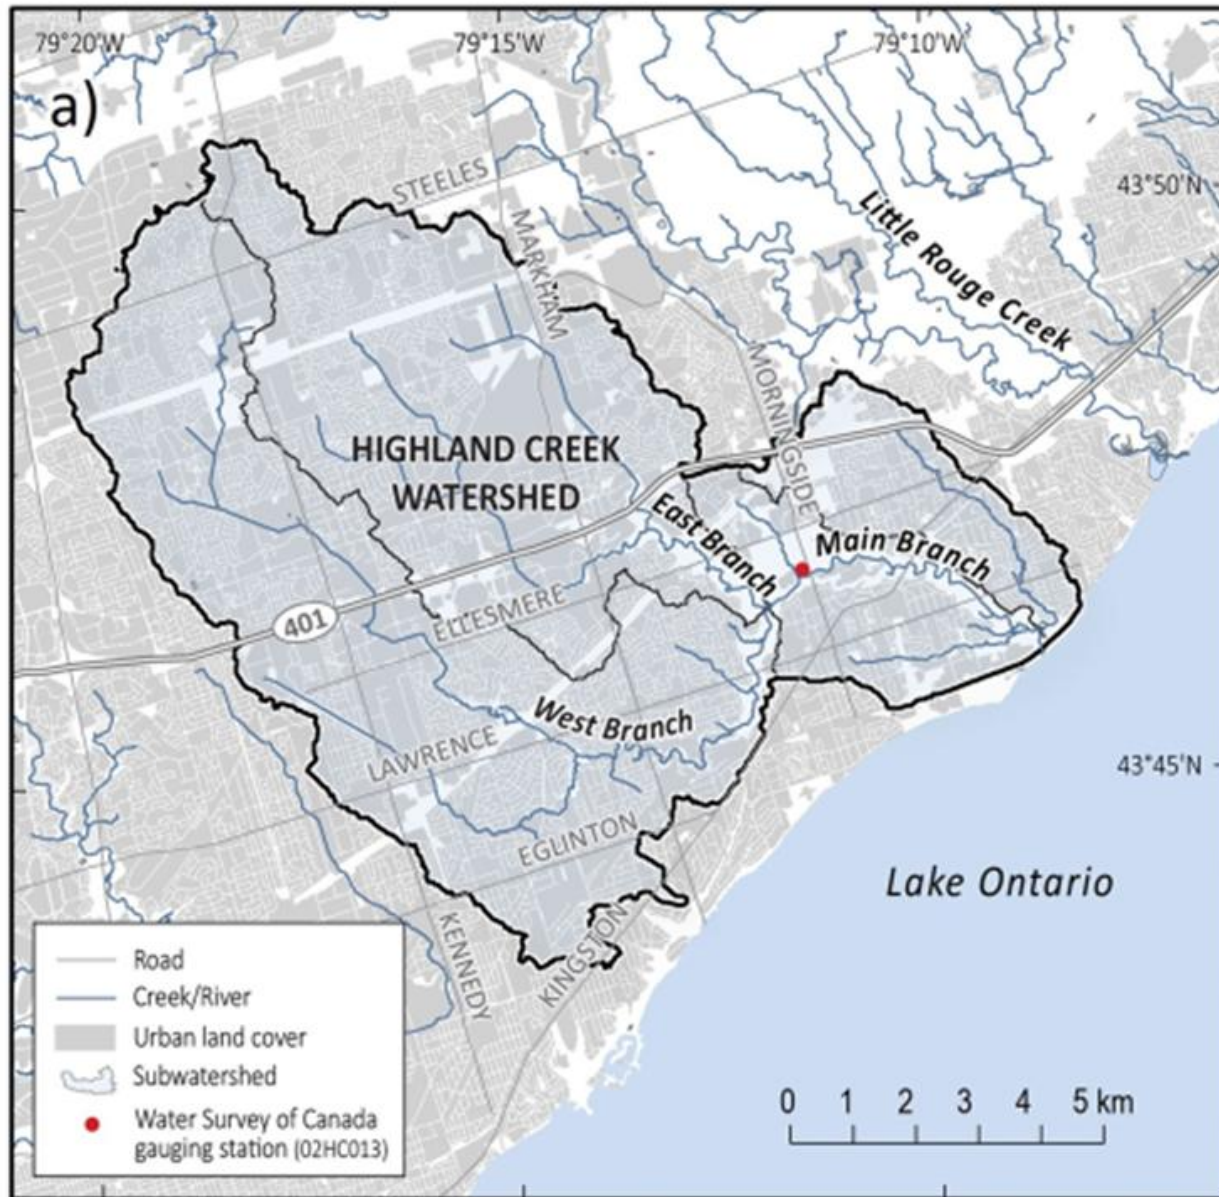 79°20'W
79°15'W
79°10'W
a)
43°50'N
STEELES
MARKHAM
Little Rouge Creek
MORNINGSIDE
HIGHLAND CREEK
WATERSHED
East Branch
Main Branch
401
ELLESMERE
West Branch
LAWRENCE
43°45'N
EGLINTON
Lake Ontario
KENNEDY
KINGSTON
Road
Creek/River
Urban land cover
Subwatershed
Water Survey of Canada
gauging station (02HC013)
0 1 2 3 4 5 km